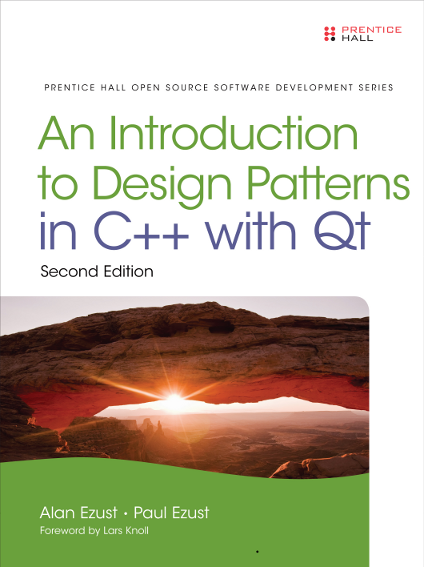 PRENTICE
HALL
PRENTICE HALL OPEN SOURCE SOFTWARE DEVELOPMENT SERIES
An Introduction
to Design Patterns
in C++ with Qt
Second Edition
Alan Ezust • Paul Ezust
Foreword by Lars Knoll